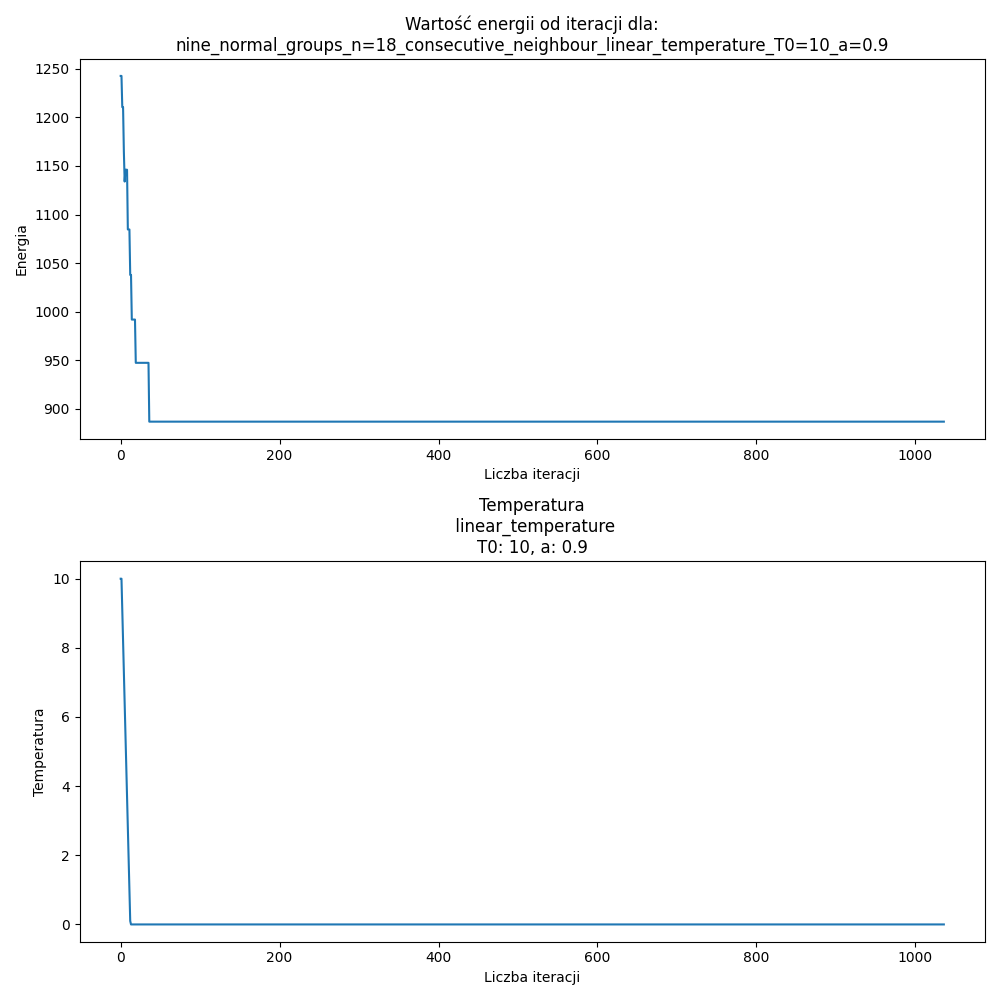 Wartość energii od iteracji dla:
nine_normal_groups_n=18_consecutive_neighbour_linear_temperature_T0=10_a=0.9
1250
1200
1150
1100
1050
1000
950
900
Energia
0 200 400 600 800 1000
Liczba iteracji
Temperatura
linear_temperature
T0: 10, a: 0.9
10
8
6
4
2
0
Temperatura
0 200 400 600 800 1000
Liczba iteracji